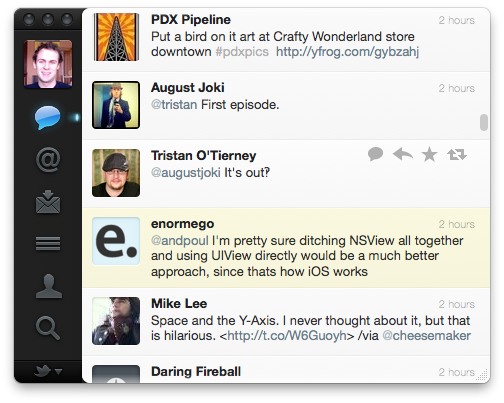 PDX Pipeline 2 hours
Put a bird on it art at Crafty Wonderland store
downtown #pdxpics http://yfrog.com/gybzahj
August Joki 2 hours
@tristan First episode.
Tristan O'Tierney
@augustjoki It's out‽
e.
enormego 2 hours
@andpoul I'm pretty sure ditching NSView all together
and using UIView directly would be a much better
approach, since thats how iOS works
Mike Lee 2 hours
Space and the Y-Axis. I never thought about it, but that
is hilarious. <http://t.co/W6Guoyh> /via @cheesemaker
Daring Fireball 2 hours